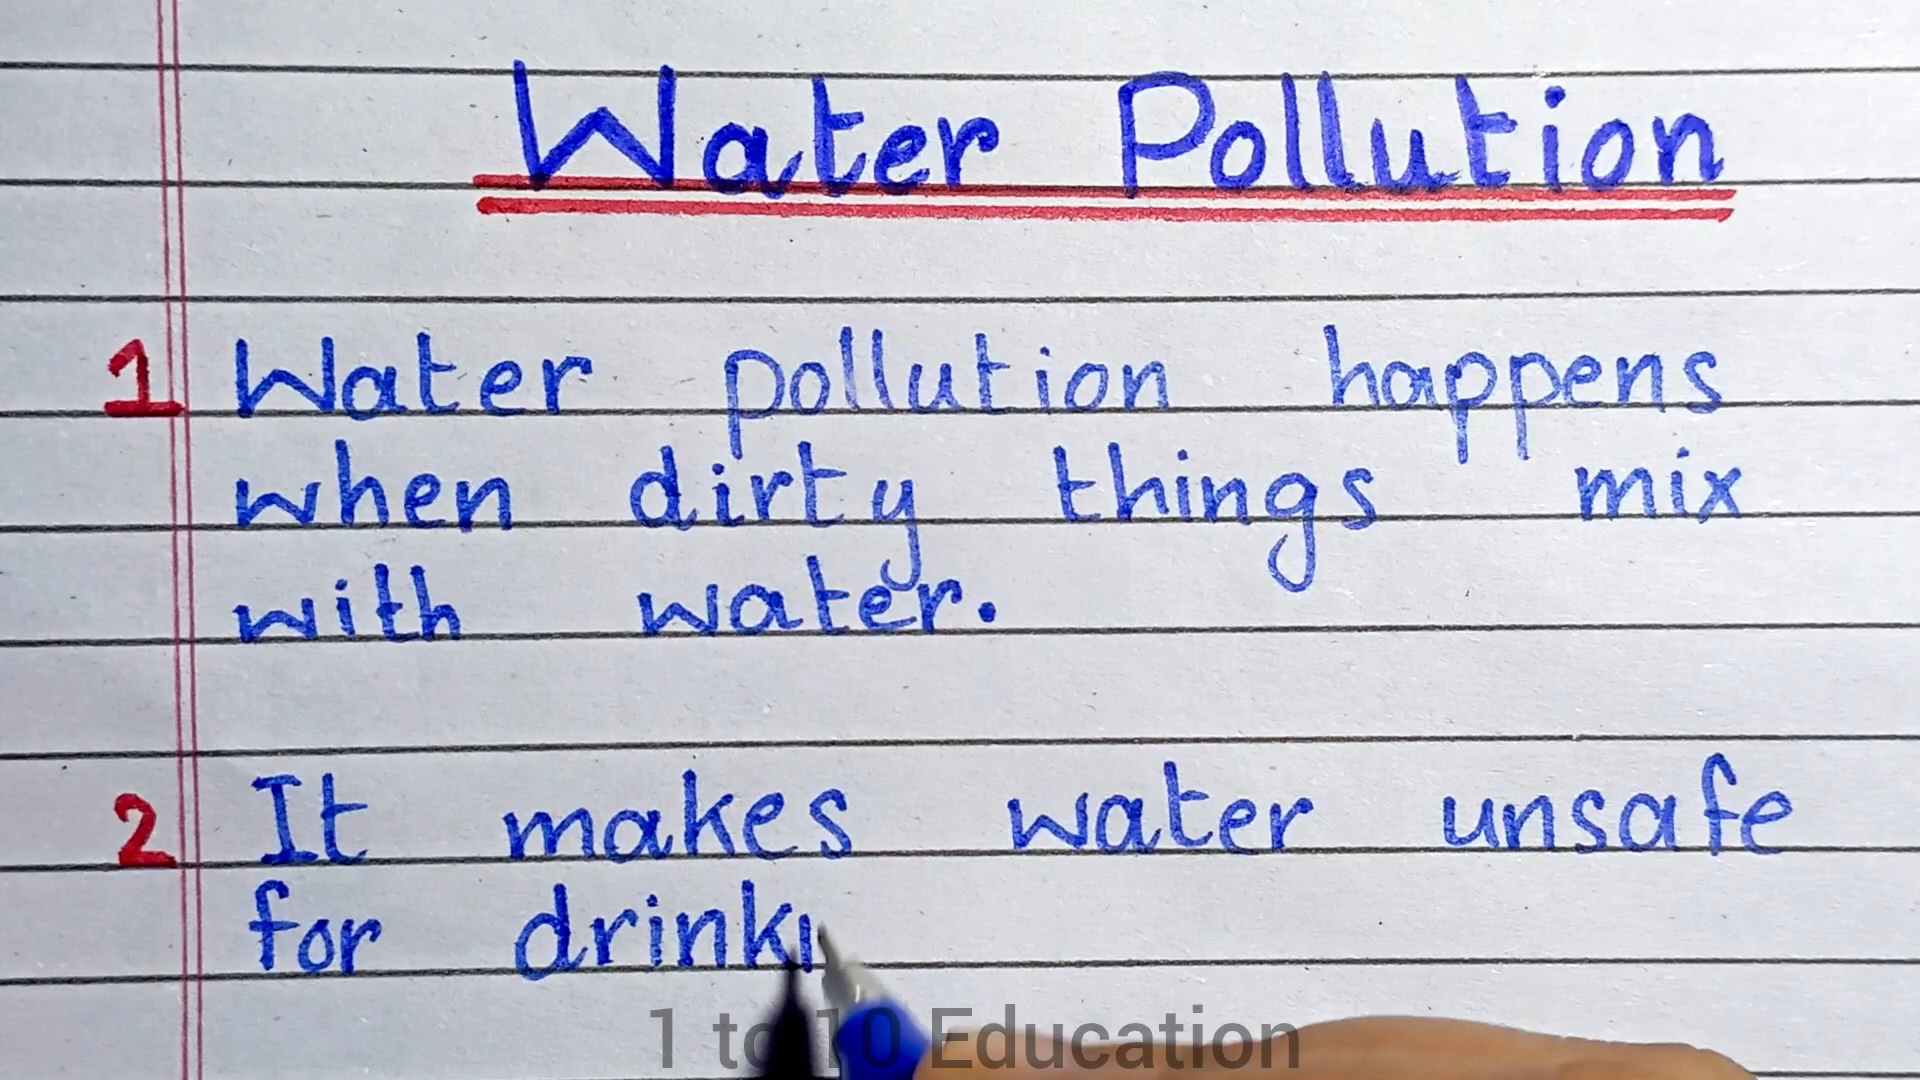 Water Pollution
1 Water pollution happens
when dirty things mix
with water.
2 It makes water unsafe
for drinki
1 to 10 Education